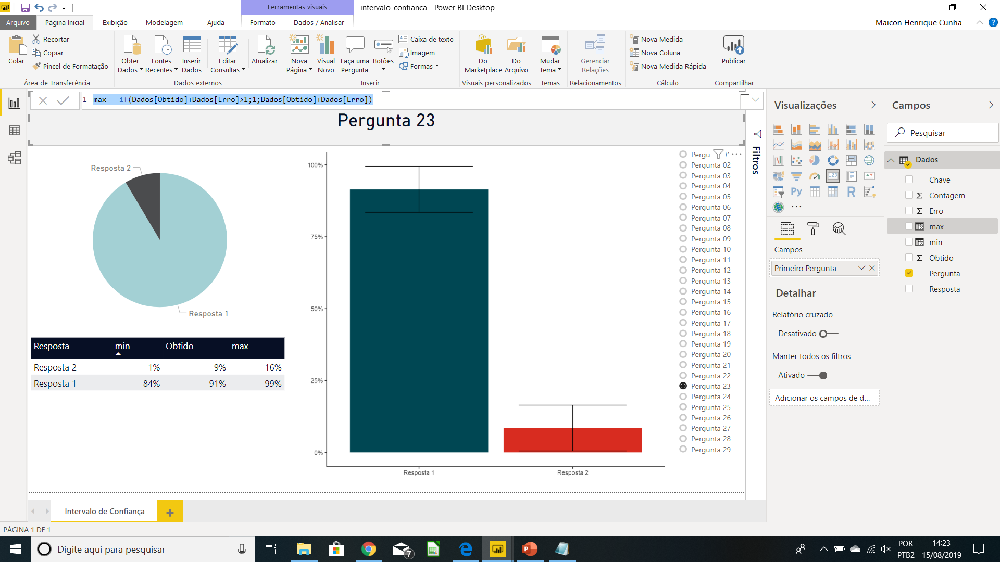 Ferramentas visuais
intervalo_confianca - Power BI Desktop
Arquivo
Página Inicial
Exibição
Modelagem
Ajuda
Formato
Dados / Analisar
Maicon Henrique Cunha
?
Colar
Recortar
Copiar
Pincel de Formatação
Área de Transferência
Obter
Dados
Fontes
Recentes
Inserir
Dados
Editar
Consultas
Atualizar
Dados externos
Nova
Página
Visual
Novo
Faça uma
Pergunta
Botões
Caixa de texto
Imagem
Formas
Inserir
Do
Marketplace
Do
Arquivo
Visuais personalizados
Mudar
Tema
Temas
Gerenciar
Relações
Relacionamentos
Nova Medida
Nova Coluna
Nova Medida Rápida
Cálculo
Publicar
Compartilhar
1 max = if(Dados[Obtido]+Dados[Erro]>1;1;Dados[Obtido]+Dados[Erro])
Pergunta 23
Resposta 2
Resposta 1
Resposta min Obtido max
Resposta 2 1% 9% 16%
Resposta 1 84% 91% 99%
100%
75%
50%
25%
0%
Resposta 1
Resposta 2
Pergu
Pergunta 02
Pergunta 03
Pergunta 04
Pergunta 05
Pergunta 06
Pergunta 07
Pergunta 08
Pergunta 09
Pergunta 10
Pergunta 11
Pergunta 12
Pergunta 13
Pergunta 14
Pergunta 15
Pergunta 16
Pergunta 17
Pergunta 18
Pergunta 19
Pergunta 20
Pergunta 21
Pergunta 22
Pergunta 23
Pergunta 24
Pergunta 25
Pergunta 26
Pergunta 27
Pergunta 28
Pergunta 29
Filtros
Visualizações
123
Py
R
Campos
Primeiro Pergunta
Detalhar
Relatório cruzado
Desativado
Manter todos os filtros
Ativado
Adicionar os campos de d...
Campos
Pesquisar
Dados
Chave
Contagem
Erro
max
min
Obtido
Pergunta
Resposta
Intervalo de Confiança
PÁGINA 1 DE 1
Digite aqui para pesquisar
7
POR
PTB2
14:23
15/08/2019